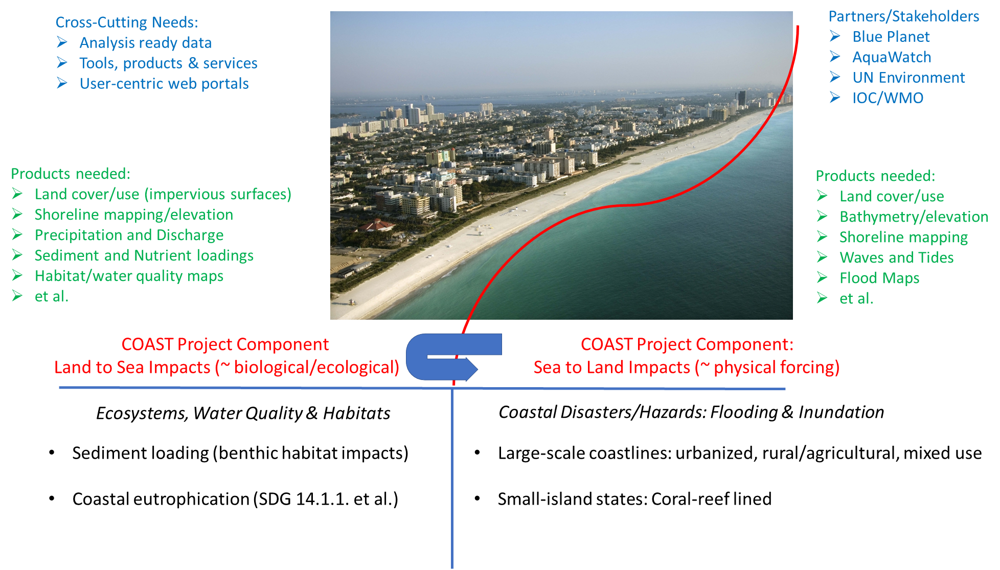 Cross-Cutting Needs:
Analysis ready data
Tools, products & services
User-centric web portals
Partners/Stakeholders
Blue Planet
AquaWatch
UN Environment
IOC/WMO
Products needed:
Land cover/use (impervious surfaces)
Shoreline mapping/elevation
Precipitation and Discharge
Sediment and Nutrient loadings
Habitat/water quality maps
et al.
Products needed:
Land cover/use
Bathymetry/elevation
Shoreline mapping
Waves and Tides
Flood Maps
et al.
COAST Project Component
Land to Sea Impacts (~ biological/ecological)
COAST Project Component:
Sea to Land Impacts (~ physical forcing)
Ecosystems, Water Quality & Habitats
• Sediment loading (benthic habitat impacts)
• Coastal eutrophication (SDG 14.1.1. et al.)
Coastal Disasters/Hazards: Flooding & Inundation
• Large-scale coastlines: urbanized, rural/agricultural, mixed use
• Small-island states: Coral-reef lined